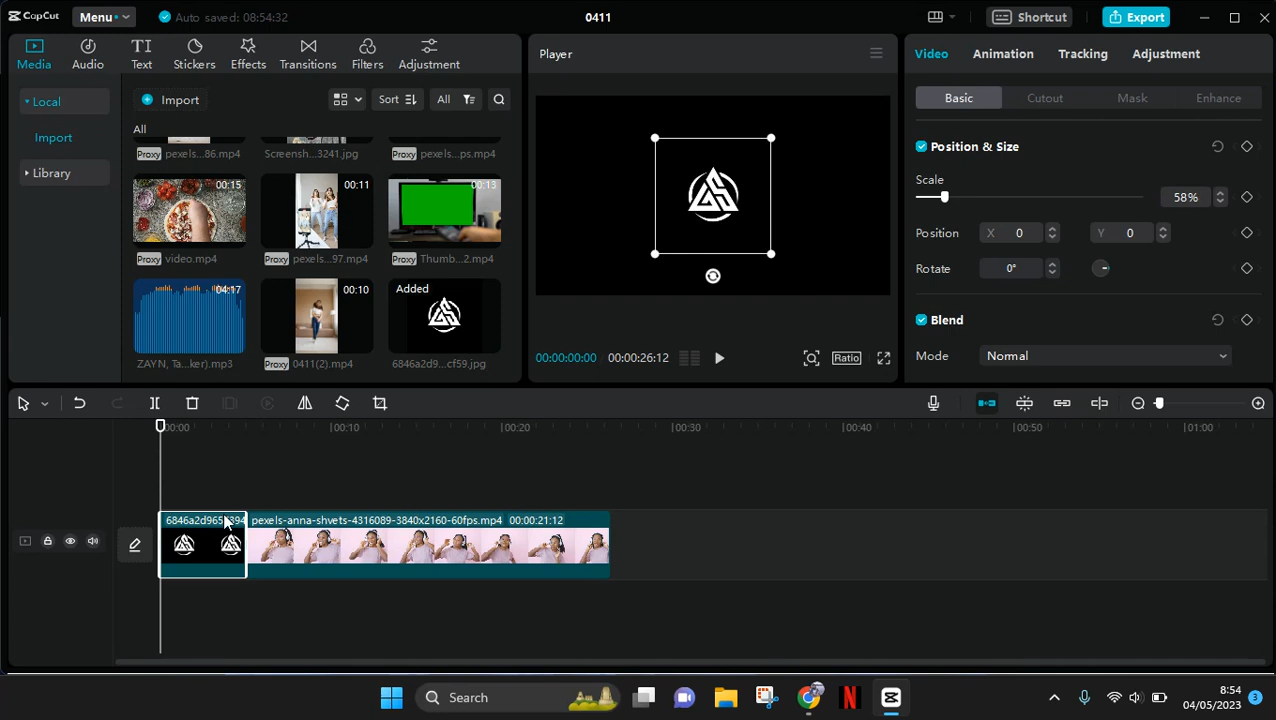 CapCut Menu Auto saved: 08:54:32 0411 Shortcut Export
Media Audio Text Stickers Effects Transitions Filters Adjustment
Local
Import
Library
Import Sort All
All
Proxy pexels...86.mp4 Screensh...3241.jpg Proxy pexels...ps.mp4
00:15 00:11 00:13
Proxy video.mp4 Proxy pexels...97.mp4 Proxy Thumb...2.mp4
04:17 00:10 Added
ZAYN, Ta...ker).mp3 Proxy 0411(2).mp4 6846a2d9...cf59.jpg
Player
00:00:00:00 00:00:26:12 Ratio
Video Animation Tracking Adjustment
Basic Cutout Mask Enhance
Position & Size
Scale
58%
Position X 0 Y 0
Rotate 0°
Blend
Mode Normal
00:00 00:10 00:20 00:30 00:40 00:50 01:00
pexels-anna-shvets-4316089-3840x2160-60fps.mp4 00:00:21:12
Search
8:54
04/05/2023
3